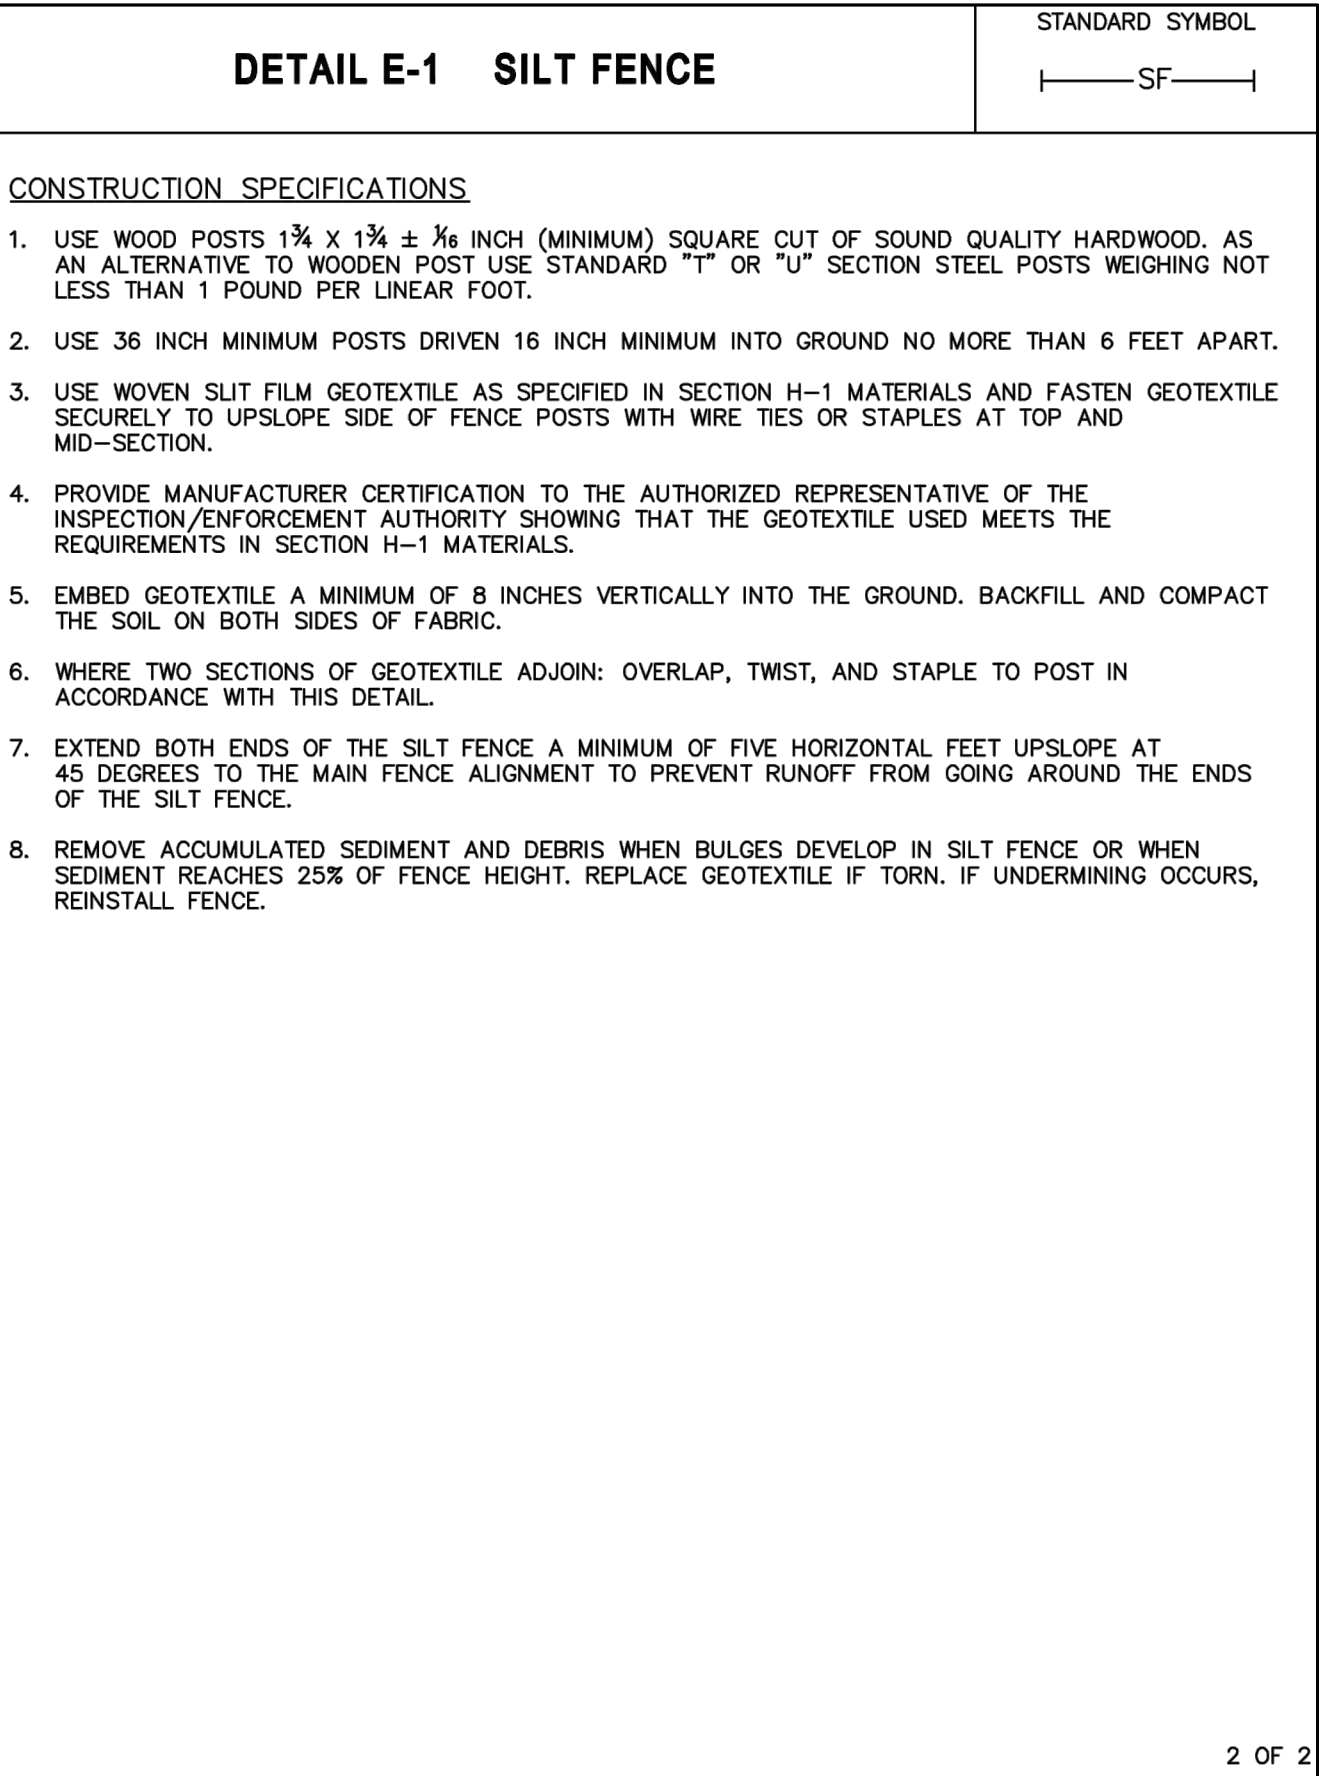 DETAIL E-1 SILT FENCE
STANDARD SYMBOL
SF
CONSTRUCTION SPECIFICATIONS
1. USE WOOD POSTS 1¾ X 1¾ ± 1⁄16 INCH (MINIMUM) SQUARE CUT OF SOUND QUALITY HARDWOOD. AS
AN ALTERNATIVE TO WOODEN POST USE STANDARD "T" OR "U" SECTION STEEL POSTS WEIGHING NOT
LESS THAN 1 POUND PER LINEAR FOOT.
2. USE 36 INCH MINIMUM POSTS DRIVEN 16 INCH MINIMUM INTO GROUND NO MORE THAN 6 FEET APART.
3. USE WOVEN SLIT FILM GEOTEXTILE AS SPECIFIED IN SECTION H-1 MATERIALS AND FASTEN GEOTEXTILE
SECURELY TO UPSLOPE SIDE OF FENCE POSTS WITH WIRE TIES OR STAPLES AT TOP AND
MID-SECTION.
4. PROVIDE MANUFACTURER CERTIFICATION TO THE AUTHORIZED REPRESENTATIVE OF THE
INSPECTION/ENFORCEMENT AUTHORITY SHOWING THAT THE GEOTEXTILE USED MEETS THE
REQUIREMENTS IN SECTION H-1 MATERIALS.
5. EMBED GEOTEXTILE A MINIMUM OF 8 INCHES VERTICALLY INTO THE GROUND. BACKFILL AND COMPACT
THE SOIL ON BOTH SIDES OF FABRIC.
6. WHERE TWO SECTIONS OF GEOTEXTILE ADJOIN: OVERLAP, TWIST, AND STAPLE TO POST IN
ACCORDANCE WITH THIS DETAIL.
7. EXTEND BOTH ENDS OF THE SILT FENCE A MINIMUM OF FIVE HORIZONTAL FEET UPSLOPE AT
45 DEGREES TO THE MAIN FENCE ALIGNMENT TO PREVENT RUNOFF FROM GOING AROUND THE ENDS
OF THE SILT FENCE.
8. REMOVE ACCUMULATED SEDIMENT AND DEBRIS WHEN BULGES DEVELOP IN SILT FENCE OR WHEN
SEDIMENT REACHES 25% OF FENCE HEIGHT. REPLACE GEOTEXTILE IF TORN. IF UNDERMINING OCCURS,
REINSTALL FENCE.
2 OF 2